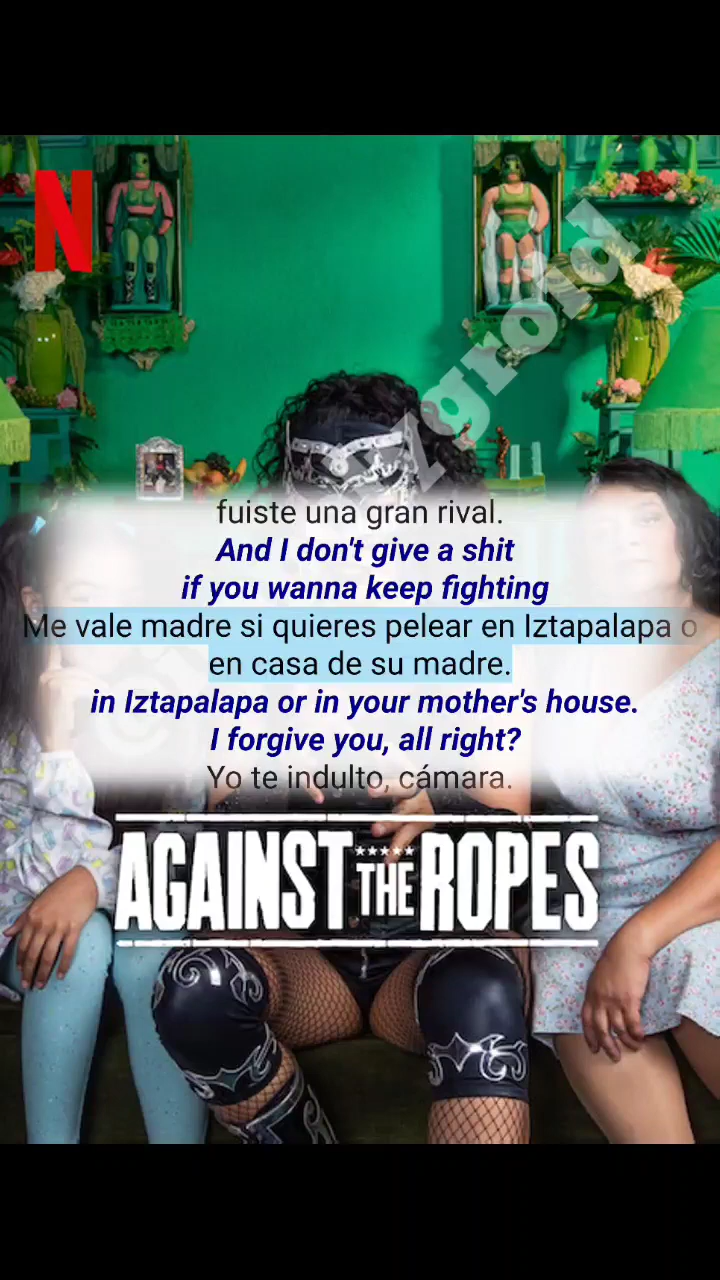 N
fuiste una gran rival.
And I don't give a shit
if you wanna keep fighting
Me vale madre si quieres pelear en Iztapalapa o
en casa de su madre.
in Iztapalapa or in your mother's house.
I forgive you, all right?
Yo te indulto, cámara.
AGAINST THE ROPES